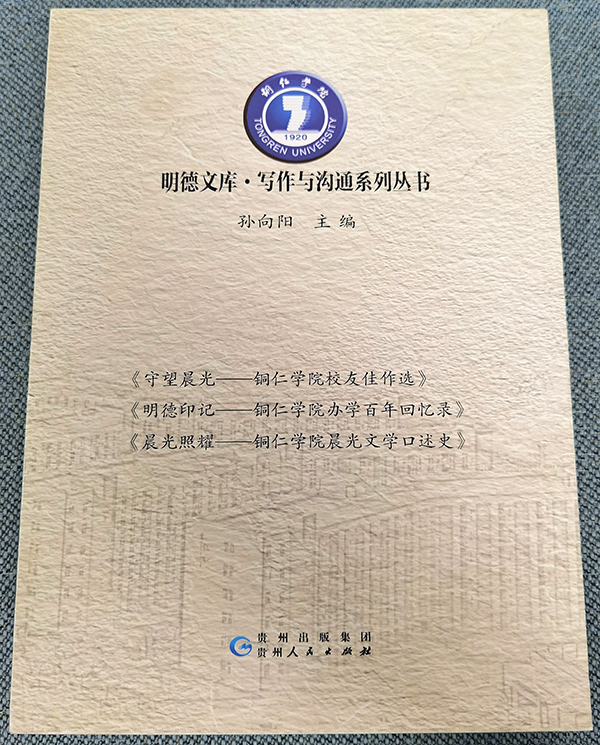 铜仁学院
1920
TONGREN UNIVERSITY
明德文库·写作与沟通系列丛书
孙向阳 主编
《守望晨光——铜仁学院校友佳作选》
《明德印记——铜仁学院办学百年回忆录》
《晨光照耀——铜仁学院晨光文学口述史》
贵州出版集团
贵州人民出版社